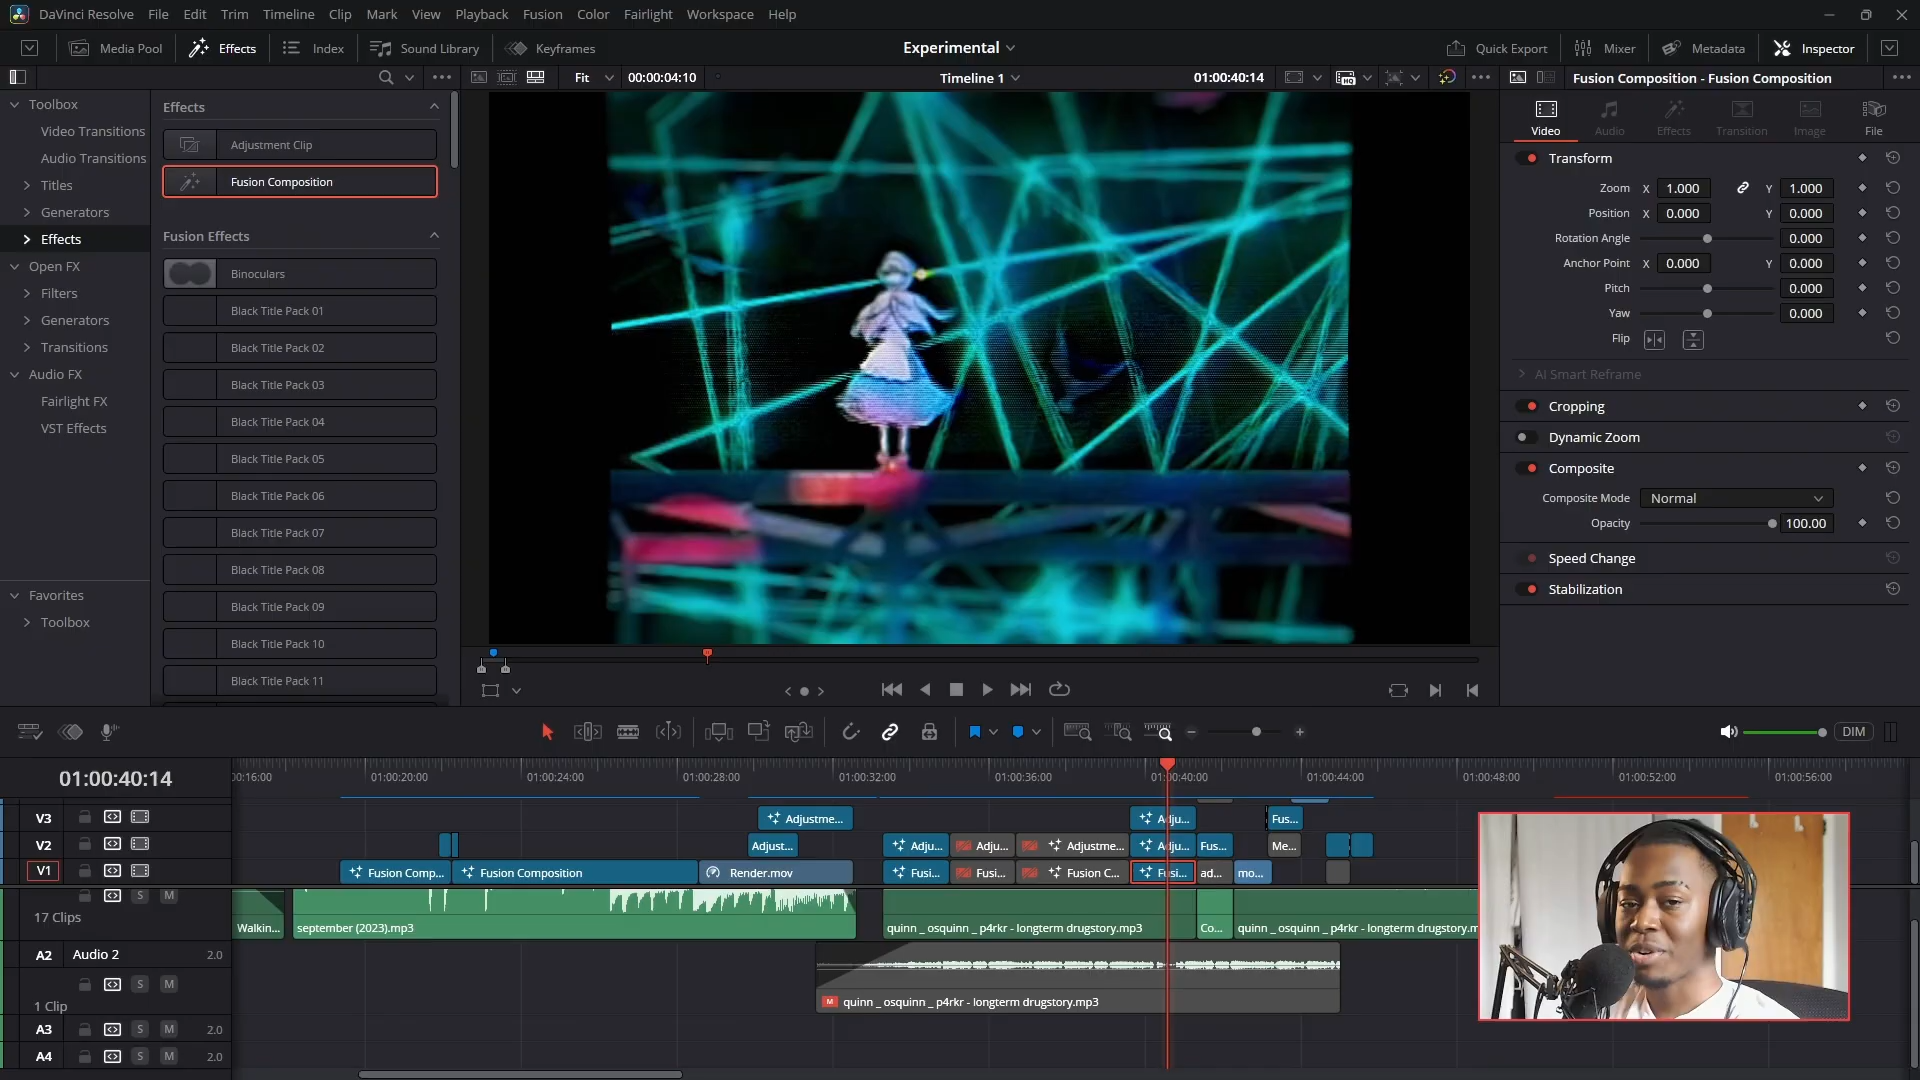 DaVinci Resolve File Edit Trim Timeline Clip Mark View Playback Fusion Color Fairlight Workspace Help
Media Pool Effects Index Sound Library Keyframes
Experimental
Quick Export Mixer Metadata Inspector
Fit 00:00:04:10
Timeline 1
01:00:40:14
Fusion Composition - Fusion Composition
Toolbox
Video Transitions
Audio Transitions
Titles
Generators
Effects
Open FX
Filters
Generators
Transitions
Audio FX
Fairlight FX
VST Effects
Favorites
Toolbox
Effects
Adjustment Clip
Fusion Composition
Fusion Effects
Binoculars
Black Title Pack 01
Black Title Pack 02
Black Title Pack 03
Black Title Pack 04
Black Title Pack 05
Black Title Pack 06
Black Title Pack 07
Black Title Pack 08
Black Title Pack 09
Black Title Pack 10
Black Title Pack 11
Video Audio Effects Transition Image File
Transform
Zoom X 1.000 Y 1.000
Position X 0.000 Y 0.000
Rotation Angle 0.000
Anchor Point X 0.000 Y 0.000
Pitch 0.000
Yaw 0.000
Flip
AI Smart Reframe
Cropping
Dynamic Zoom
Composite
Composite Mode Normal
Opacity 100.00
Speed Change
Stabilization
DIM
01:00:40:14
00:16:00 01:00:20:00 01:00:24:00 01:00:28:00 01:00:32:00 01:00:36:00 01:00:40:00 01:00:44:00 01:00:48:00 01:00:52:00 01:00:56:00
V3 Adjustme... Adju... Fus...
V2 Adjust... Adju... Adju... Adjustme... Adju... Fus... Me...
V1 Fusion Comp... Fusion Composition Render.mov Fusi... Fusi... Fusion C... Fusi... ad... mo...
S M
17 Clips
Walkin... september (2023).mp3 quinn _ osquinn _ p4rkr - longterm drugstory.mp3 Co... quinn _ osquinn _ p4rkr - longterm drugstory.m
A2 Audio 2 2.0
S M
1 Clip
M quinn _ osquinn _ p4rkr - longterm drugstory.mp3
A3 S M 2.0
A4 S M 2.0